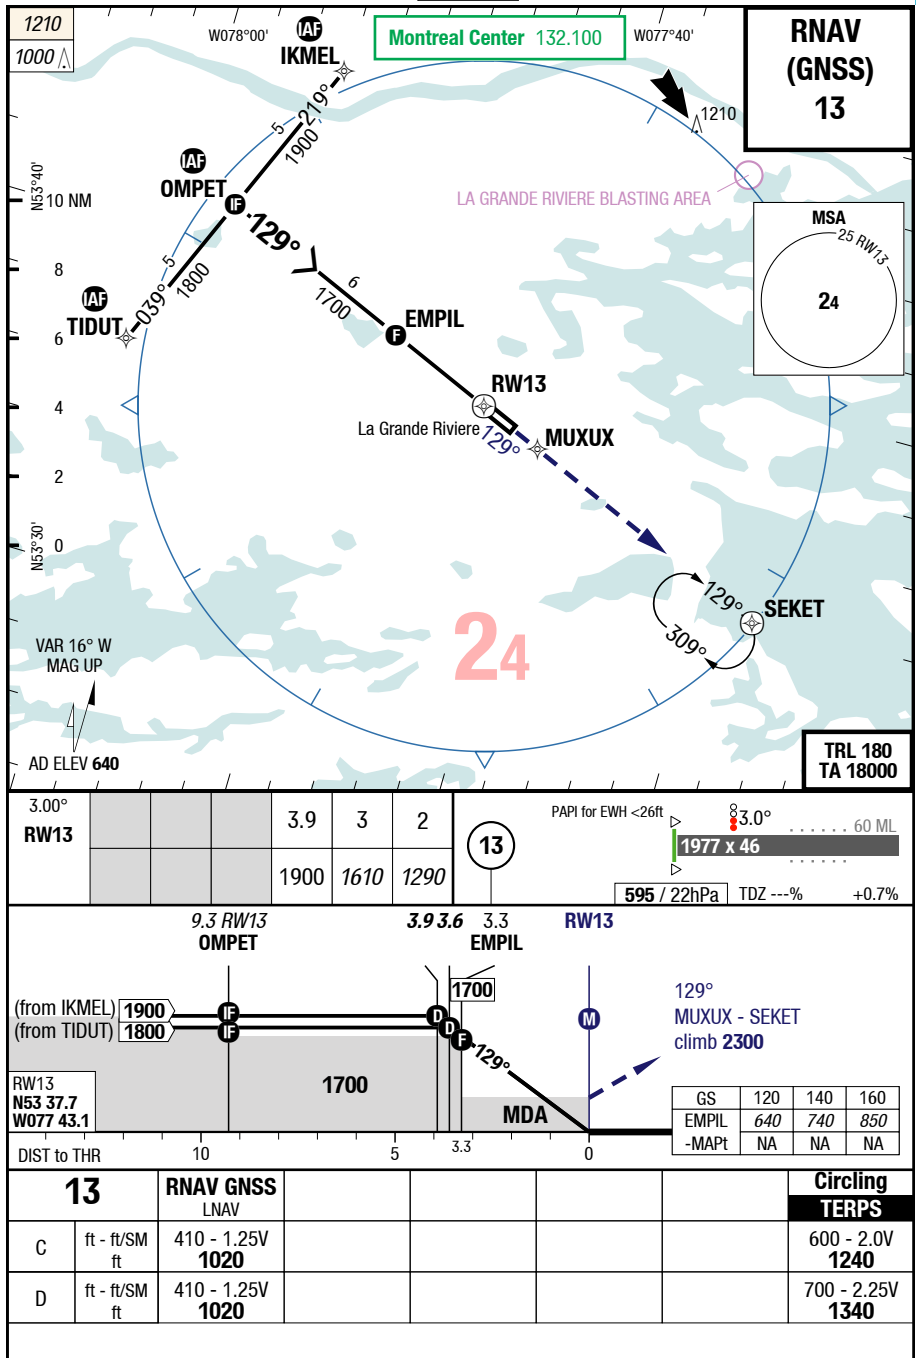 1210
1000
W078°00'
IAF
IKMEL
Montreal Center 132.100
W077°40'
RNAV
(GNSS)
13
1210
219°
5
1900
IAF
OMPET
IF
N53°40'
10 NM
LA GRANDE RIVIERE BLASTING AREA
MSA
25 RW13
24
129°
8
5
039°
1800
6
1700
IAF
TIDUT
6
EMPIL
F
RW13
4
La Grande Riviere
129°
MUXUX
2
N53°30'
0
129°
SEKET
309°
24
VAR 16° W
MAG UP
AD ELEV 640
TRL 180
TA 18000
3.00°
RW13
3.9 3 2
1900 1610 1290
13
PAPI for EWH <26ft
3.0°
60 ML
1977 x 46
595 / 22hPa TDZ ---% +0.7%
9.3 RW13
OMPET
3.9 3.6 3.3
EMPIL
RW13
1700
(from IKMEL) 1900
IF
D
(from TIDUT) 1800
IF
D
F
M
129°
129°
MUXUX - SEKET
climb 2300
RW13
N53 37.7
W077 43.1
1700
MDA
GS 120 140 160
EMPIL 640 740 850
-MAPt NA NA NA
DIST to THR 10 5 3.3 0
13
RNAV GNSS
LNAV
Circling
TERPS
C
ft - ft/SM
ft
410 - 1.25V
1020
600 - 2.0V
1240
D
ft - ft/SM
ft
410 - 1.25V
1020
700 - 2.25V
1340